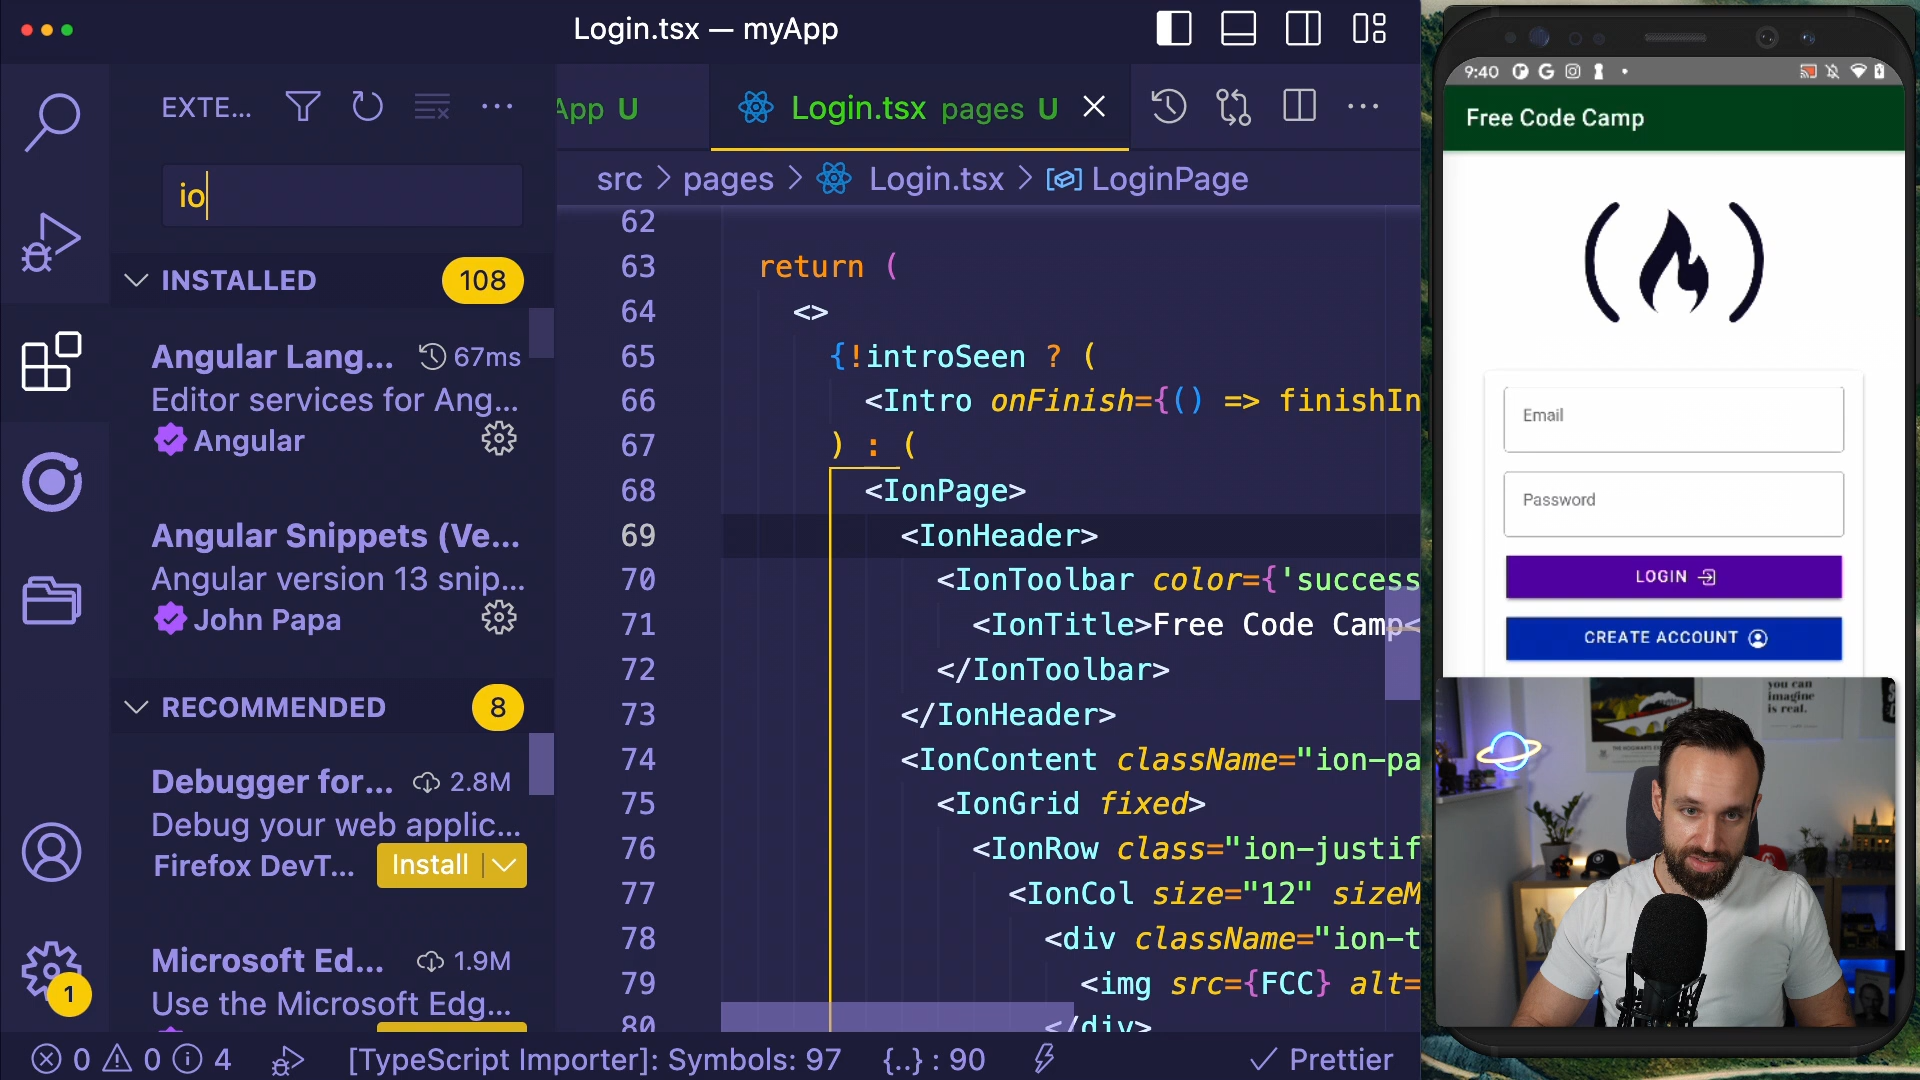 Login.tsx — myApp
EXTE...
io
INSTALLED 108
Angular Lang... 67ms
Editor services for Ang...
Angular
Angular Snippets (Ve...
Angular version 13 snip...
John Papa
RECOMMENDED 8
Debugger for... 2.8M
Debug your web applic...
Firefox DevT... Install
Microsoft Ed... 1.9M
Use the Microsoft Edg...
1
App U
Login.tsx pages U
src > pages > Login.tsx > LoginPage
62
63 return (
64 <>
65 {!introSeen ? (
66 <Intro onFinish={() => finishIn
67 ) : (
68 <IonPage>
69 <IonHeader>
70 <IonToolbar color={'success
71 <IonTitle>Free Code Camp<
72 </IonToolbar>
73 </IonHeader>
74 <IonContent className="ion-pa
75 <IonGrid fixed>
76 <IonRow class="ion-justif
77 <IonCol size="12" sizeM
78 <div className="ion-t
79 <img src={FCC} alt=
80 </div>
0 0 4 [TypeScript Importer]: Symbols: 97 {..} : 90 ✓ Prettier
9:40
Free Code Camp
Email
Password
LOGIN
CREATE ACCOUNT
you can
imagine
is real.